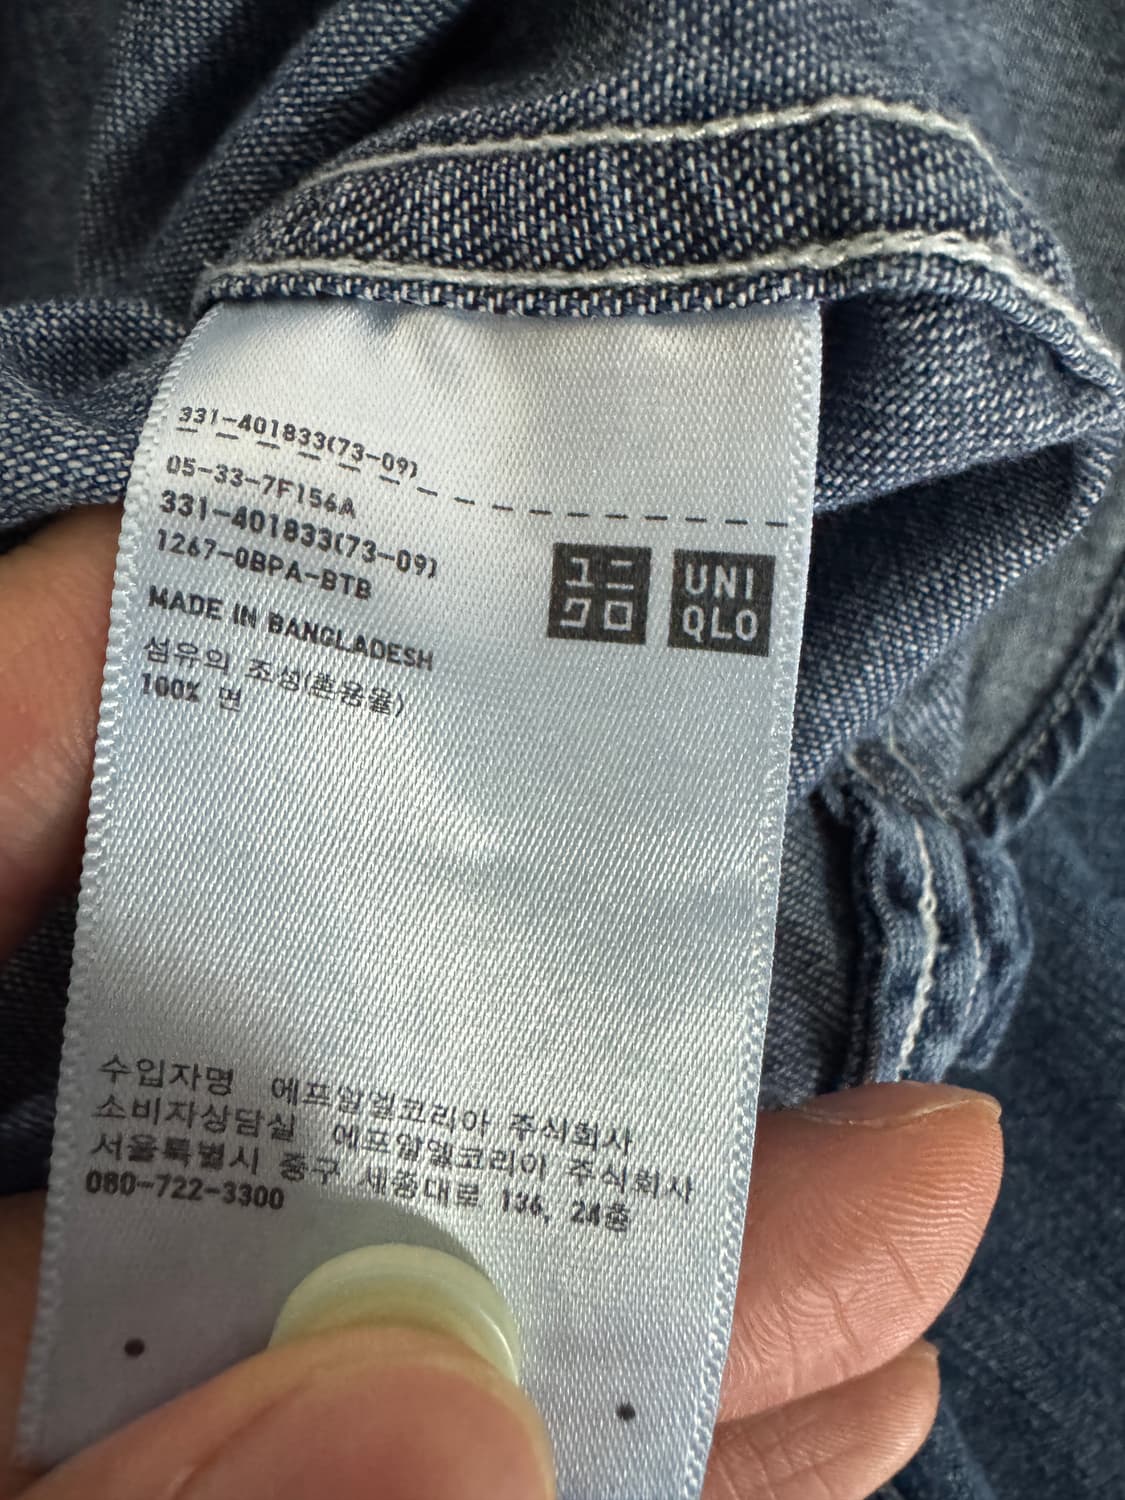 331-401833(73-09)
05-33-7F156A
331-401833(73-09)
1267-0BPA-BTB
MADE IN BANGLADESH
섬유의 조성(혼용율)
100% 면
ユニ
クロ
UNI
QLO
수입자명 에프알엘코리아 주식회사
소비자상담실 에프알엘코리아 주식회사
서울특별시 중구 세종대로 136, 24층
080-722-3300